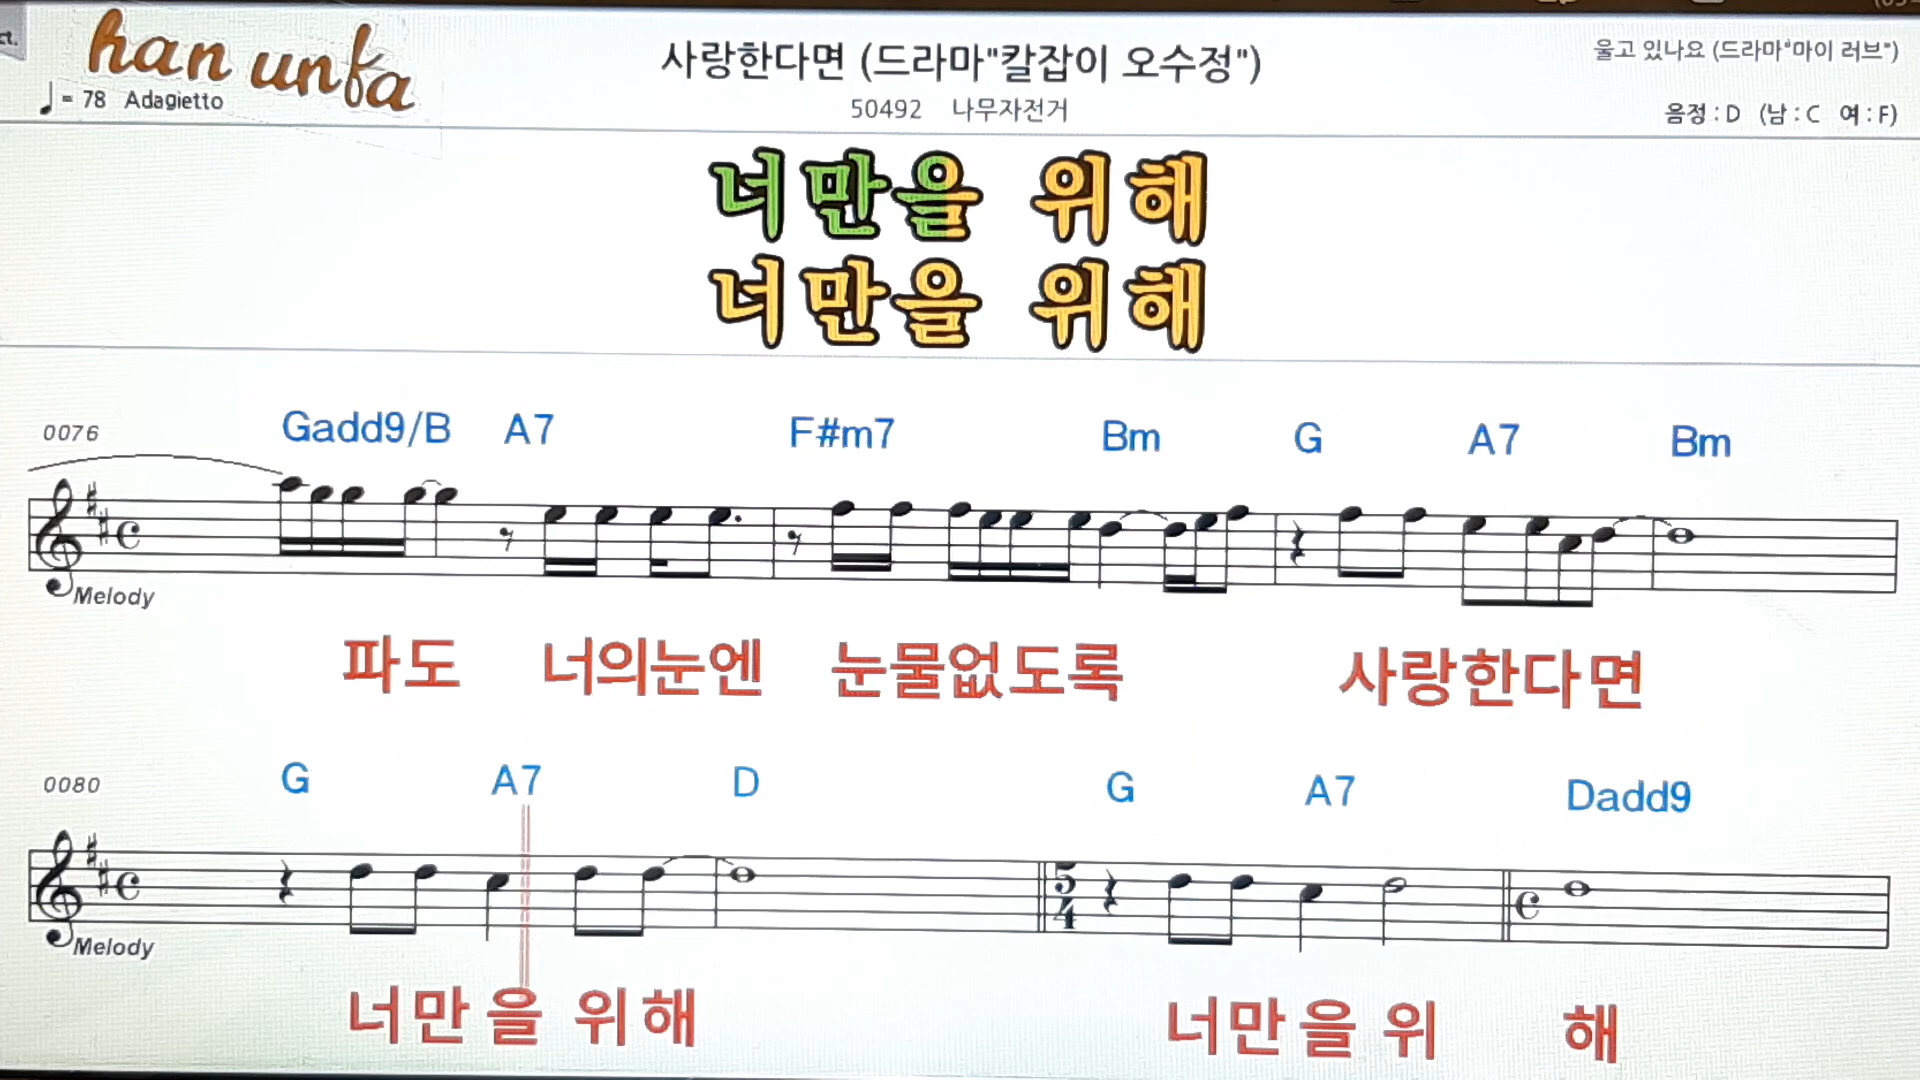 ct.
han unfa
사랑한다면 (드라마"칼잡이 오수정")
울고 있나요 (드라마"마이 러브")
= 78 Adagietto
50492 나무자전거
음정 : D (남 : C 여 : F)
너만을 위해
너만을 위해
0076 Gadd9/B A7 F#m7 Bm G A7 Bm
Melody
파도 너의눈엔 눈물없도록 사랑한다면
0080 G A7 D G A7 Dadd9
5
4
Melody
너만을 위해 너만을 위 해